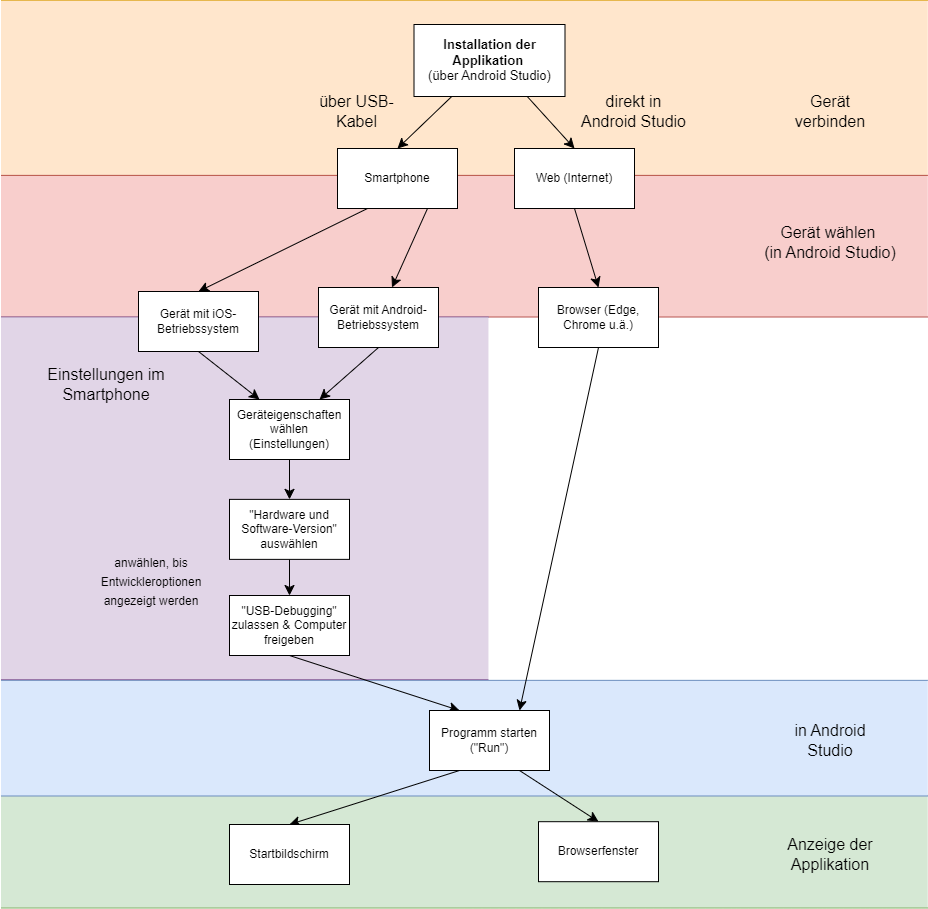 Installation der
Applikation
(über Android Studio)
über USB-
Kabel
direkt in
Android Studio
Gerät
verbinden
Smartphone
Web (Internet)
Gerät wählen
(in Android Studio)
Gerät mit iOS-
Betriebssystem
Gerät mit Android-
Betriebssystem
Browser (Edge,
Chrome u.ä.)
Einstellungen im
Smartphone
Geräteigenschaften
wählen
(Einstellungen)
"Hardware und
Software-Version"
auswählen
anwählen, bis
Entwickleroptionen
angezeigt werden
"USB-Debugging"
zulassen & Computer
freigeben
Programm starten
("Run")
in Android
Studio
Startbildschirm
Browserfenster
Anzeige der
Applikation